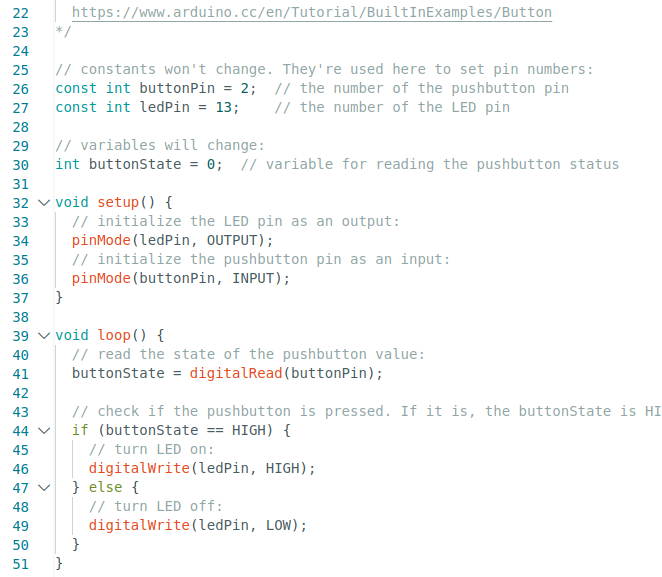 22 https://www.arduino.cc/en/Tutorial/BuiltInExamples/Button
23 */
24
25 // constants won't change. They're used here to set pin numbers:
26 const int buttonPin = 2;  // the number of the pushbutton pin
27 const int ledPin = 13;    // the number of the LED pin
28
29 // variables will change:
30 int buttonState = 0;  // variable for reading the pushbutton status
31
32 void setup() {
33   // initialize the LED pin as an output:
34   pinMode(ledPin, OUTPUT);
35   // initialize the pushbutton pin as an input:
36   pinMode(buttonPin, INPUT);
37 }
38
39 void loop() {
40   // read the state of the pushbutton value:
41   buttonState = digitalRead(buttonPin);
42
43   // check if the pushbutton is pressed. If it is, the buttonState is HI
44   if (buttonState == HIGH) {
45     // turn LED on:
46     digitalWrite(ledPin, HIGH);
47   } else {
48     // turn LED off:
49     digitalWrite(ledPin, LOW);
50   }
51 }